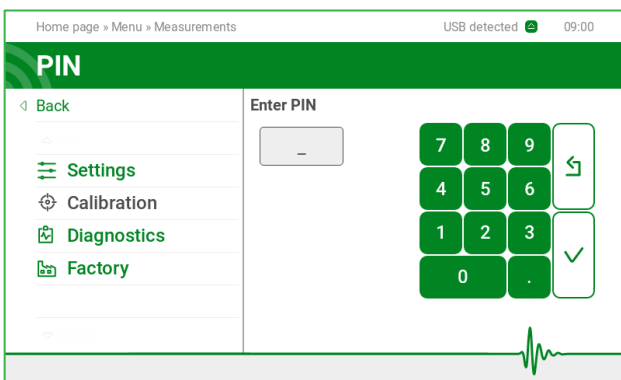 Home page » Menu » Measurements
USB detected
09:00
PIN
Back
Settings
Calibration
Diagnostics
Factory
Enter PIN
_
7 8 9
4 5 6
1 2 3
0 .